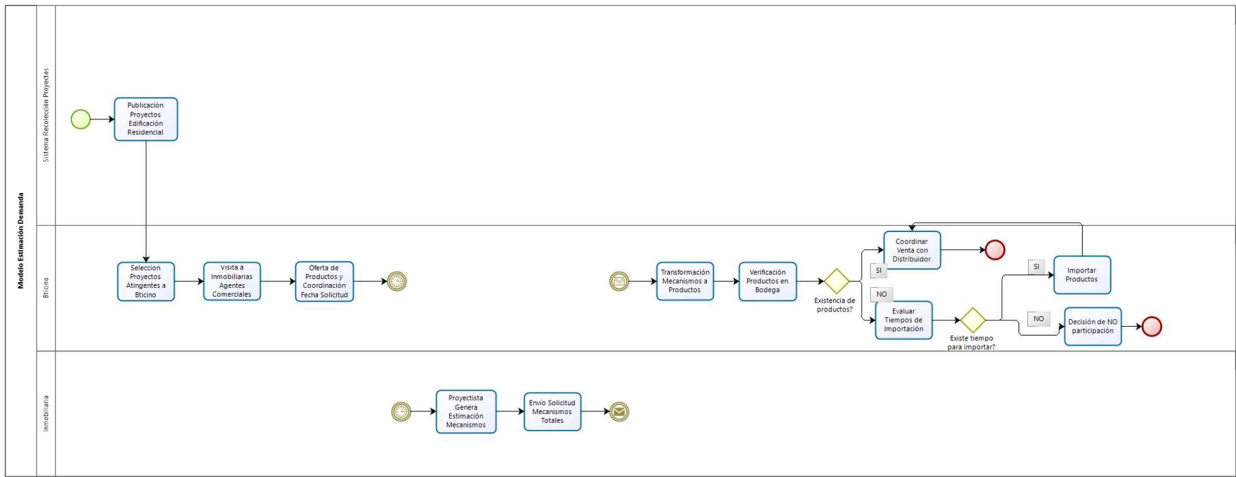 Modelo Estimación Demanda
Sistema Recolección Proyectos
Publicación
Proyectos
Edificación
Residencial
Bticino
Selección
Proyectos
Atingentes a
Bticino
Visita a
Inmobiliarias
Agentes
Comerciales
Oferta de
Productos y
Coordinación
Fecha Solicitud
Transformación
Mecanismos a
Productos
Verificación
Productos en
Bodega
Existencia de
productos?
SI
Coordinar
Venta con
Distribuidor
NO
Evaluar
Tiempos de
Importación
Existe tiempo
para importar?
SI
Importar
Productos
NO
Decisión de NO
participación
Inmobiliaria
Proyectista
Genera
Estimación
Mecanismos
Envío Solicitud
Mecanismos
Totales